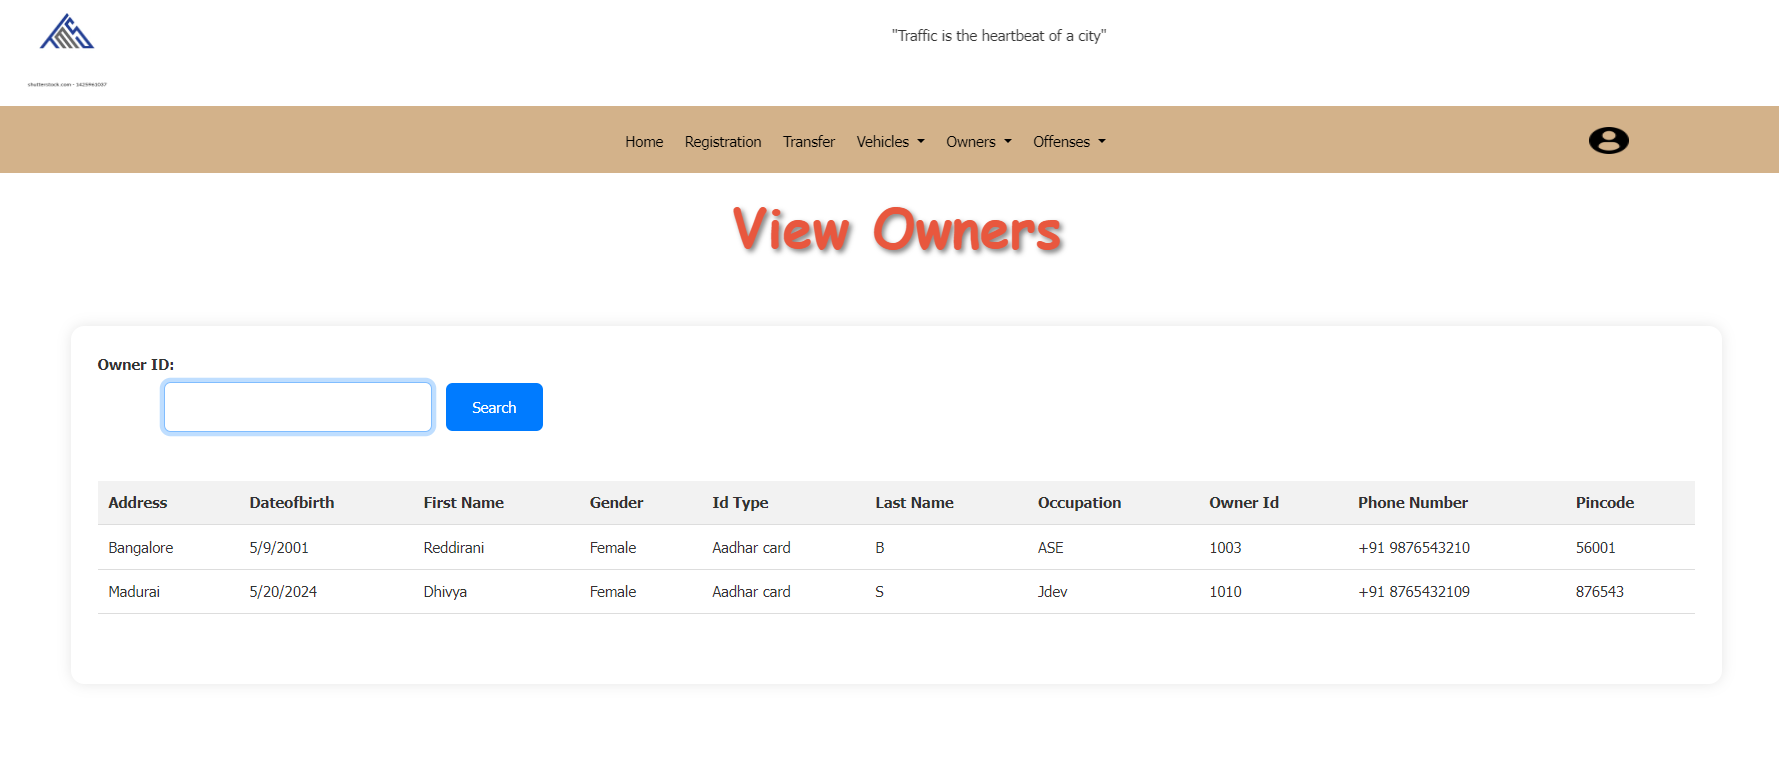 "Traffic is the heartbeat of a city"
shutterstock.com · 1425963107
Home Registration Transfer Vehicles Owners Offenses
View Owners
Owner ID:
Search
Address Dateofbirth First Name Gender Id Type Last Name Occupation Owner Id Phone Number Pincode
Bangalore 5/9/2001 Reddirani Female Aadhar card B ASE 1003 +91 9876543210 56001
Madurai 5/20/2024 Dhivya Female Aadhar card S Jdev 1010 +91 8765432109 876543